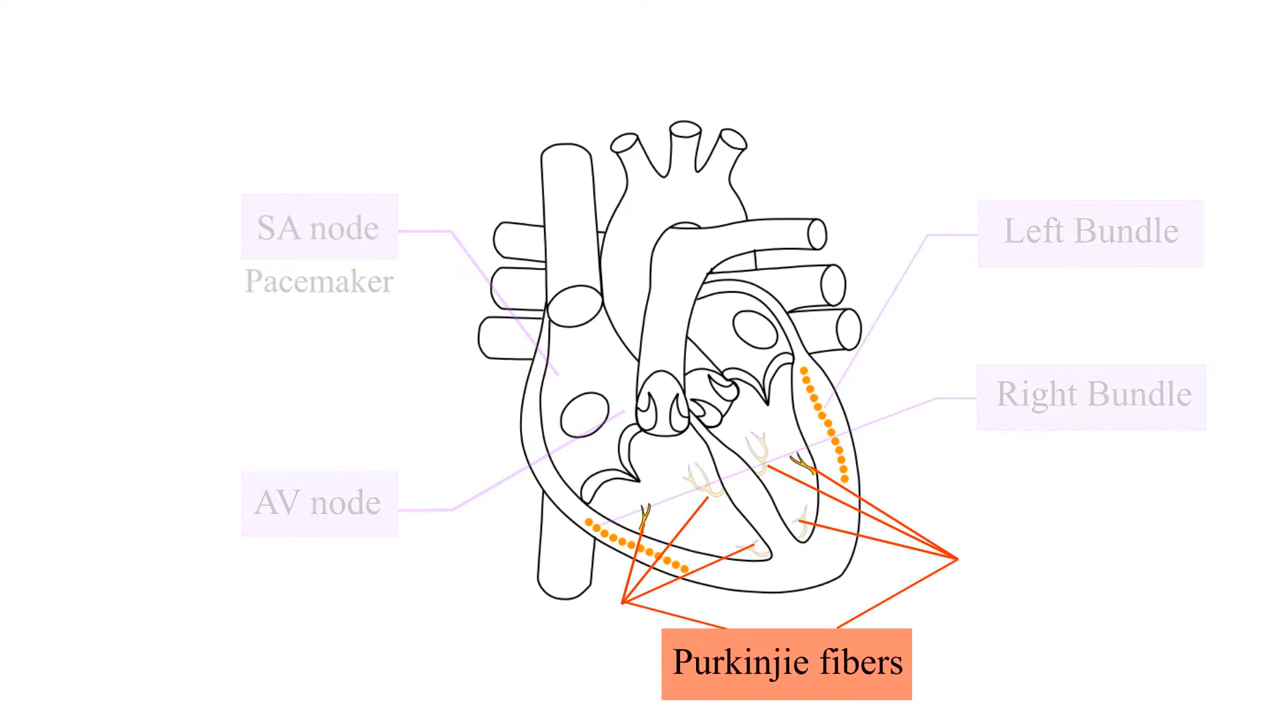 SA node
Pacemaker
Left Bundle
Right Bundle
AV node
Purkinjie fibers